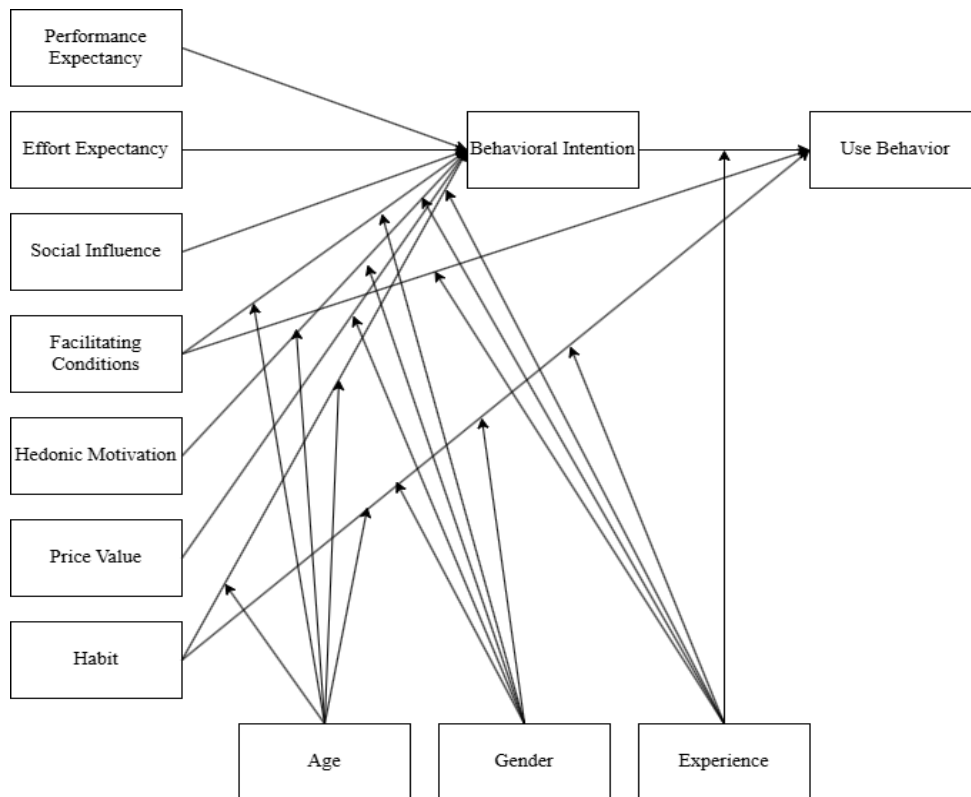 Performance
Expectancy
Effort Expectancy
Behavioral Intention
Use Behavior
Social Influence
Facilitating
Conditions
Hedonic Motivation
Price Value
Habit
Age
Gender
Experience